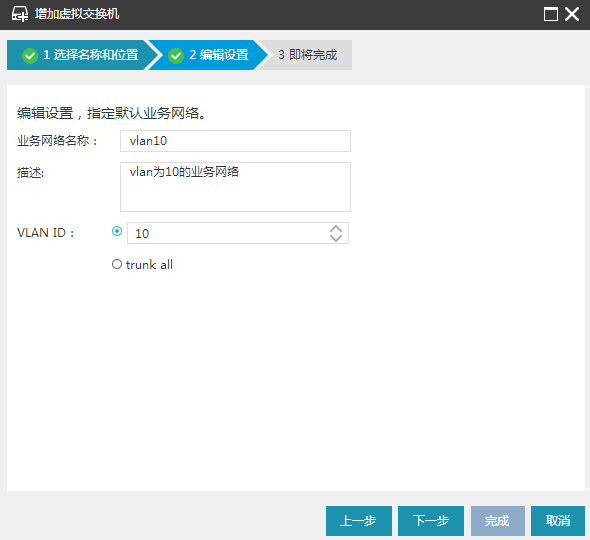 增加虚拟交换机
1 选择名称和位置 2 编辑设置 3 即将完成
编辑设置，指定默认业务网络。
业务网络名称： vlan10
描述: vlan为10的业务网络
VLAN ID： 10
trunk all
上一步 下一步 完成 取消